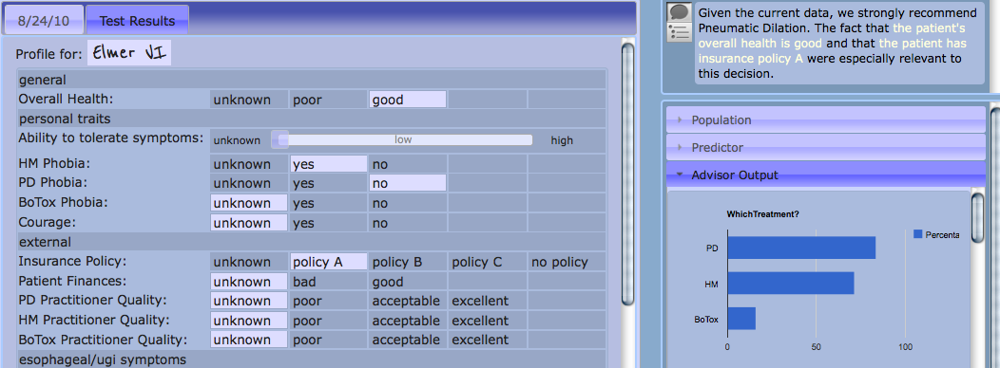 8/24/10 Test Results
Profile for: Elmer VI
general
Overall Health: unknown poor good
personal traits
Ability to tolerate symptoms: unknown low high
HM Phobia: unknown yes no
PD Phobia: unknown yes no
BoTox Phobia: unknown yes no
Courage: unknown yes no
external
Insurance Policy: unknown policy A policy B policy C no policy
Patient Finances: unknown bad good
PD Practitioner Quality: unknown poor acceptable excellent
HM Practitioner Quality: unknown poor acceptable excellent
BoTox Practitioner Quality: unknown poor acceptable excellent
esophageal/ugi symptoms
Given the current data, we strongly recommend
Pneumatic Dilation. The fact that the patient's
overall health is good and that the patient has
insurance policy A were especially relevant to
this decision.
Population
Predictor
Advisor Output
WhichTreatment?
Percenta
PD
HM
BoTox
0 50 100